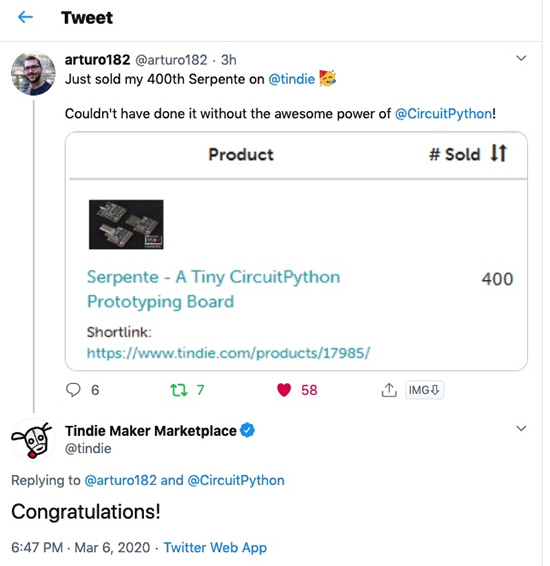 Tweet
arturo182 @arturo182 · 3h
Just sold my 400th Serpente on @tindie 🥳
Couldn't have done it without the awesome power of @CircuitPython!
Product # Sold
Serpente - A Tiny CircuitPython 400
Prototyping Board
Shortlink:
https://www.tindie.com/products/17985/
6 7 58 IMG
Tindie Maker Marketplace
@tindie
Replying to @arturo182 and @CircuitPython
Congratulations!
6:47 PM · Mar 6, 2020 · Twitter Web App